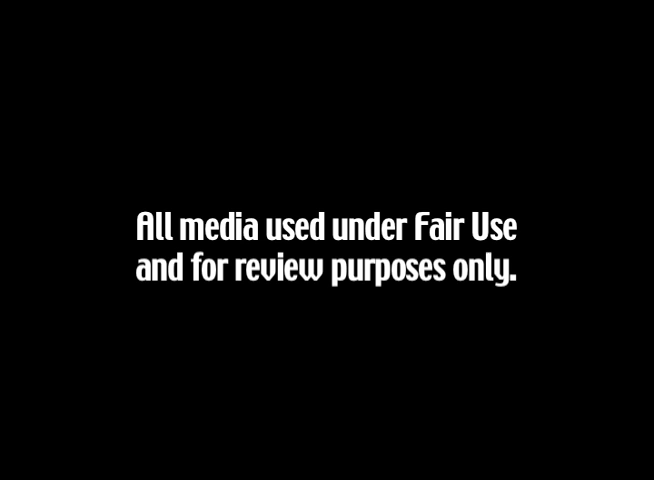 All media used under Fair Use
and for review purposes only.